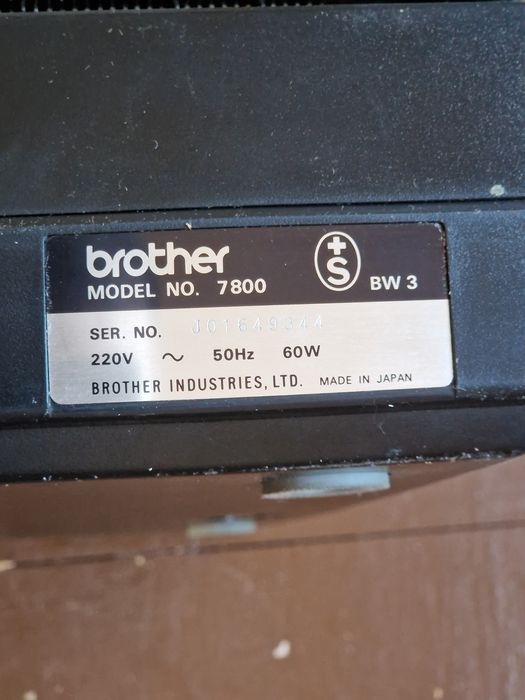 brother
MODEL NO. 7800
+S
BW 3
SER. NO. J01649344
220V ~ 50Hz 60W
BROTHER INDUSTRIES, LTD. MADE IN JAPAN